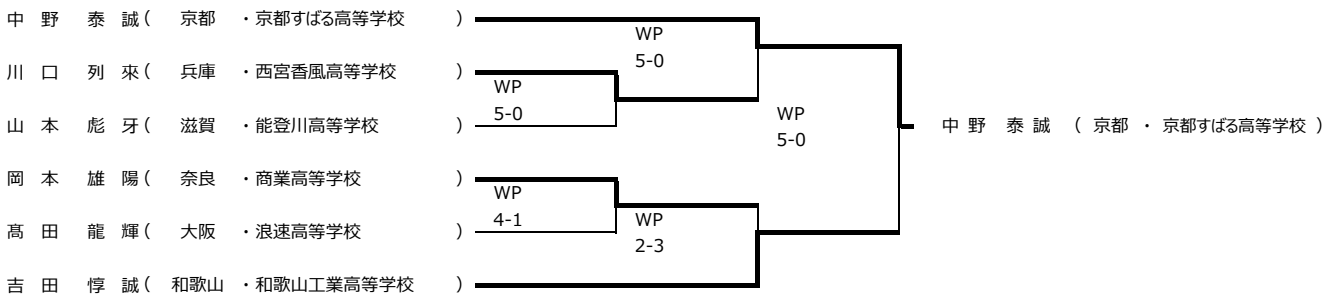 中 野 泰 誠 ( 京都 ・京都すばる高等学校 )
WP
5-0
川 口 列 來 ( 兵庫 ・西宮香風高等学校 )
WP
5-0
山 本 彪 牙 ( 滋賀 ・能登川高等学校 )
WP
5-0
中 野 泰 誠 ( 京都 ・ 京都すばる高等学校 )
岡 本 雄 陽 ( 奈良 ・商業高等学校 )
WP
4-1
髙 田 龍 輝 ( 大阪 ・浪速高等学校 )
WP
2-3
吉 田 惇 誠 ( 和歌山 ・和歌山工業高等学校 )